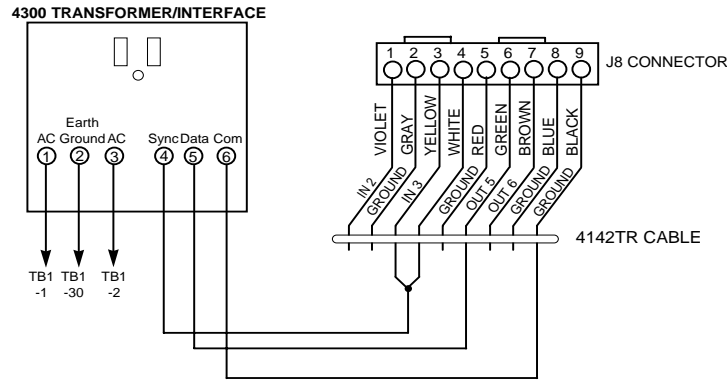 4300 TRANSFORMER/INTERFACE
Earth
AC Ground AC Sync Data Com
1 2 3 4 5 6
TB1 TB1 TB1
-1 -30 -2
1 2 3 4 5 6 7 8 9
J8 CONNECTOR
VIOLET
GRAY
YELLOW
WHITE
RED
GREEN
BROWN
BLUE
BLACK
IN 2
GROUND
IN 3
GROUND
OUT 5
OUT 6
GROUND
GROUND
4142TR CABLE